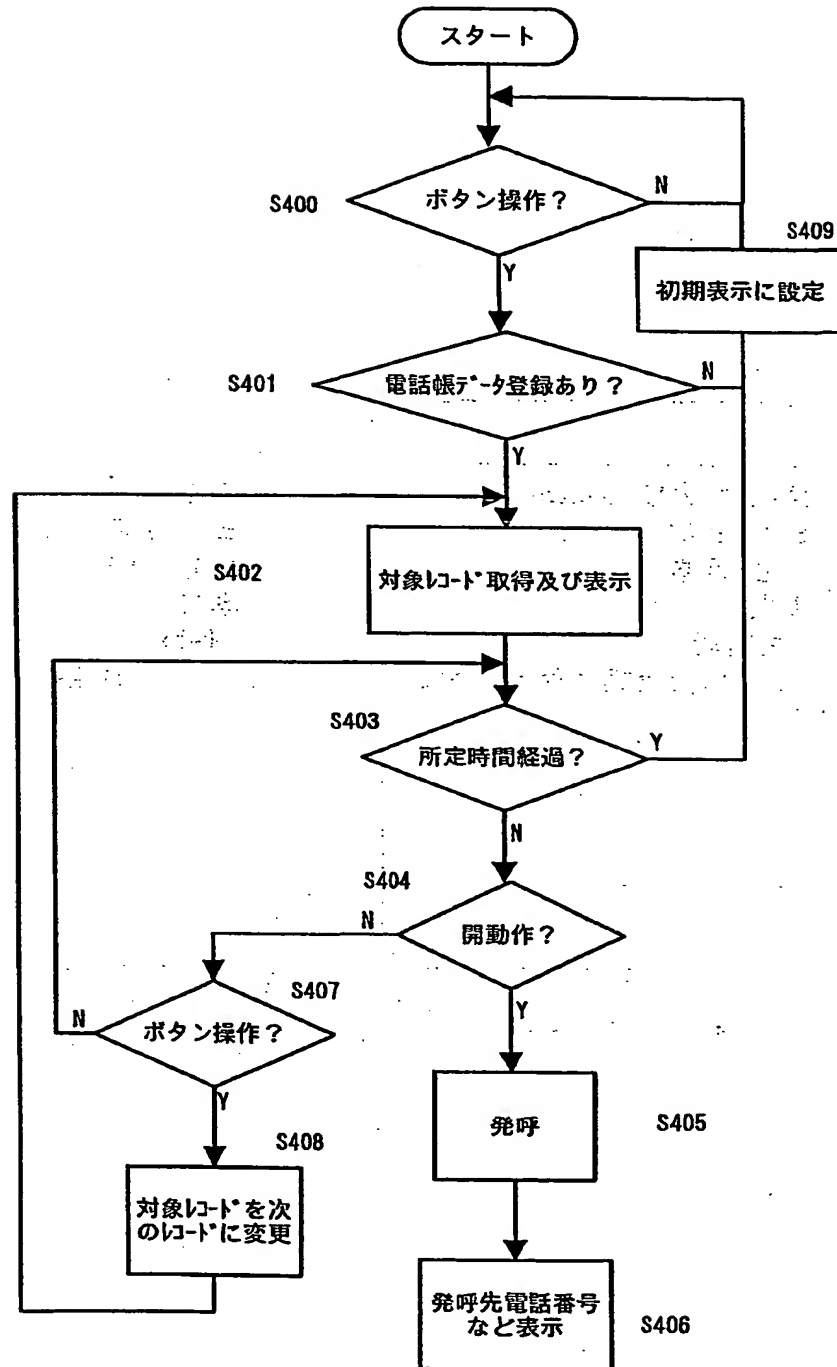 スタート
S400
ボタン操作？
N
Y
S409
初期表示に設定
S401
電話帳ﾃﾞｰﾀ登録あり？
N
Y
S402
対象ﾚｺｰﾄﾞ取得及び表示
S403
所定時間経過？
Y
N
S404
開動作？
N
Y
S407
ボタン操作？
N
Y
S405
発呼
S408
対象ﾚｺｰﾄﾞを次
のﾚｺｰﾄﾞに変更
S406
発呼先電話番号
など表示